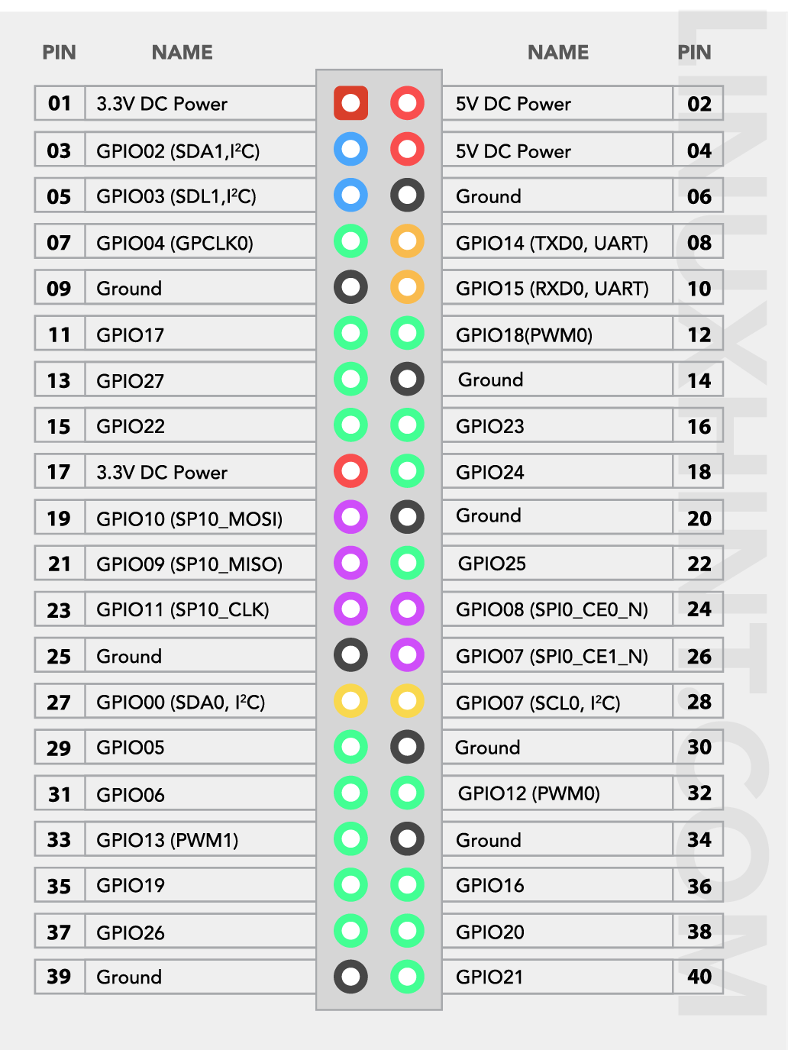 PIN NAME NAME PIN
01 3.3V DC Power 5V DC Power 02
03 GPIO02 (SDA1,I²C) 5V DC Power 04
05 GPIO03 (SDL1,I²C) Ground 06
07 GPIO04 (GPCLK0) GPIO14 (TXD0, UART) 08
09 Ground GPIO15 (RXD0, UART) 10
11 GPIO17 GPIO18(PWM0) 12
13 GPIO27 Ground 14
15 GPIO22 GPIO23 16
17 3.3V DC Power GPIO24 18
19 GPIO10 (SP10_MOSI) Ground 20
21 GPIO09 (SP10_MISO) GPIO25 22
23 GPIO11 (SP10_CLK) GPIO08 (SPI0_CE0_N) 24
25 Ground GPIO07 (SPI0_CE1_N) 26
27 GPIO00 (SDA0, I²C) GPIO07 (SCL0, I²C) 28
29 GPIO05 Ground 30
31 GPIO06 GPIO12 (PWM0) 32
33 GPIO13 (PWM1) Ground 34
35 GPIO19 GPIO16 36
37 GPIO26 GPIO20 38
39 Ground GPIO21 40
LINUXHINT.COM